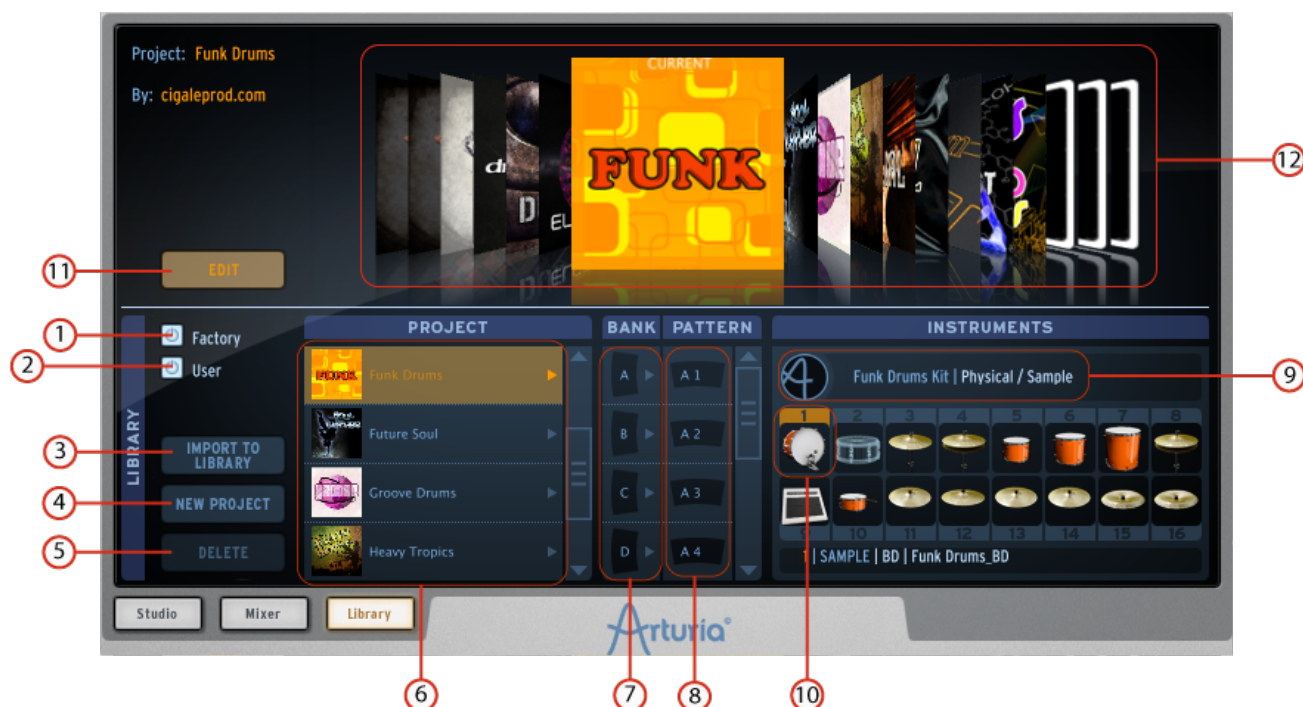 Project: Funk Drums
By: cigaleprod.com
CURRENT
FUNK
12
11
EDIT
LIBRARY
1
Factory
2
User
3
IMPORT TO
LIBRARY
4
NEW PROJECT
5
DELETE
PROJECT
BANK
PATTERN
INSTRUMENTS
FUNK
Funk Drums
Future Soul
Groove Drums
Heavy Tropics
A
B
C
D
A 1
A 2
A 3
A 4
Funk Drums Kit | Physical / Sample
9
1 2 3 4 5 6 7 8
9 10 11 12 13 14 15 16
1 | SAMPLE | BD | Funk Drums_BD
Studio
Mixer
Library
Arturia©
6
7
8
10